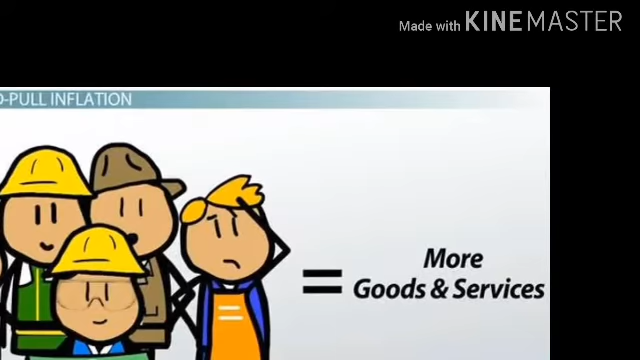 Made with KINEMASTER
D-PULL INFLATION
= More
Goods & Services